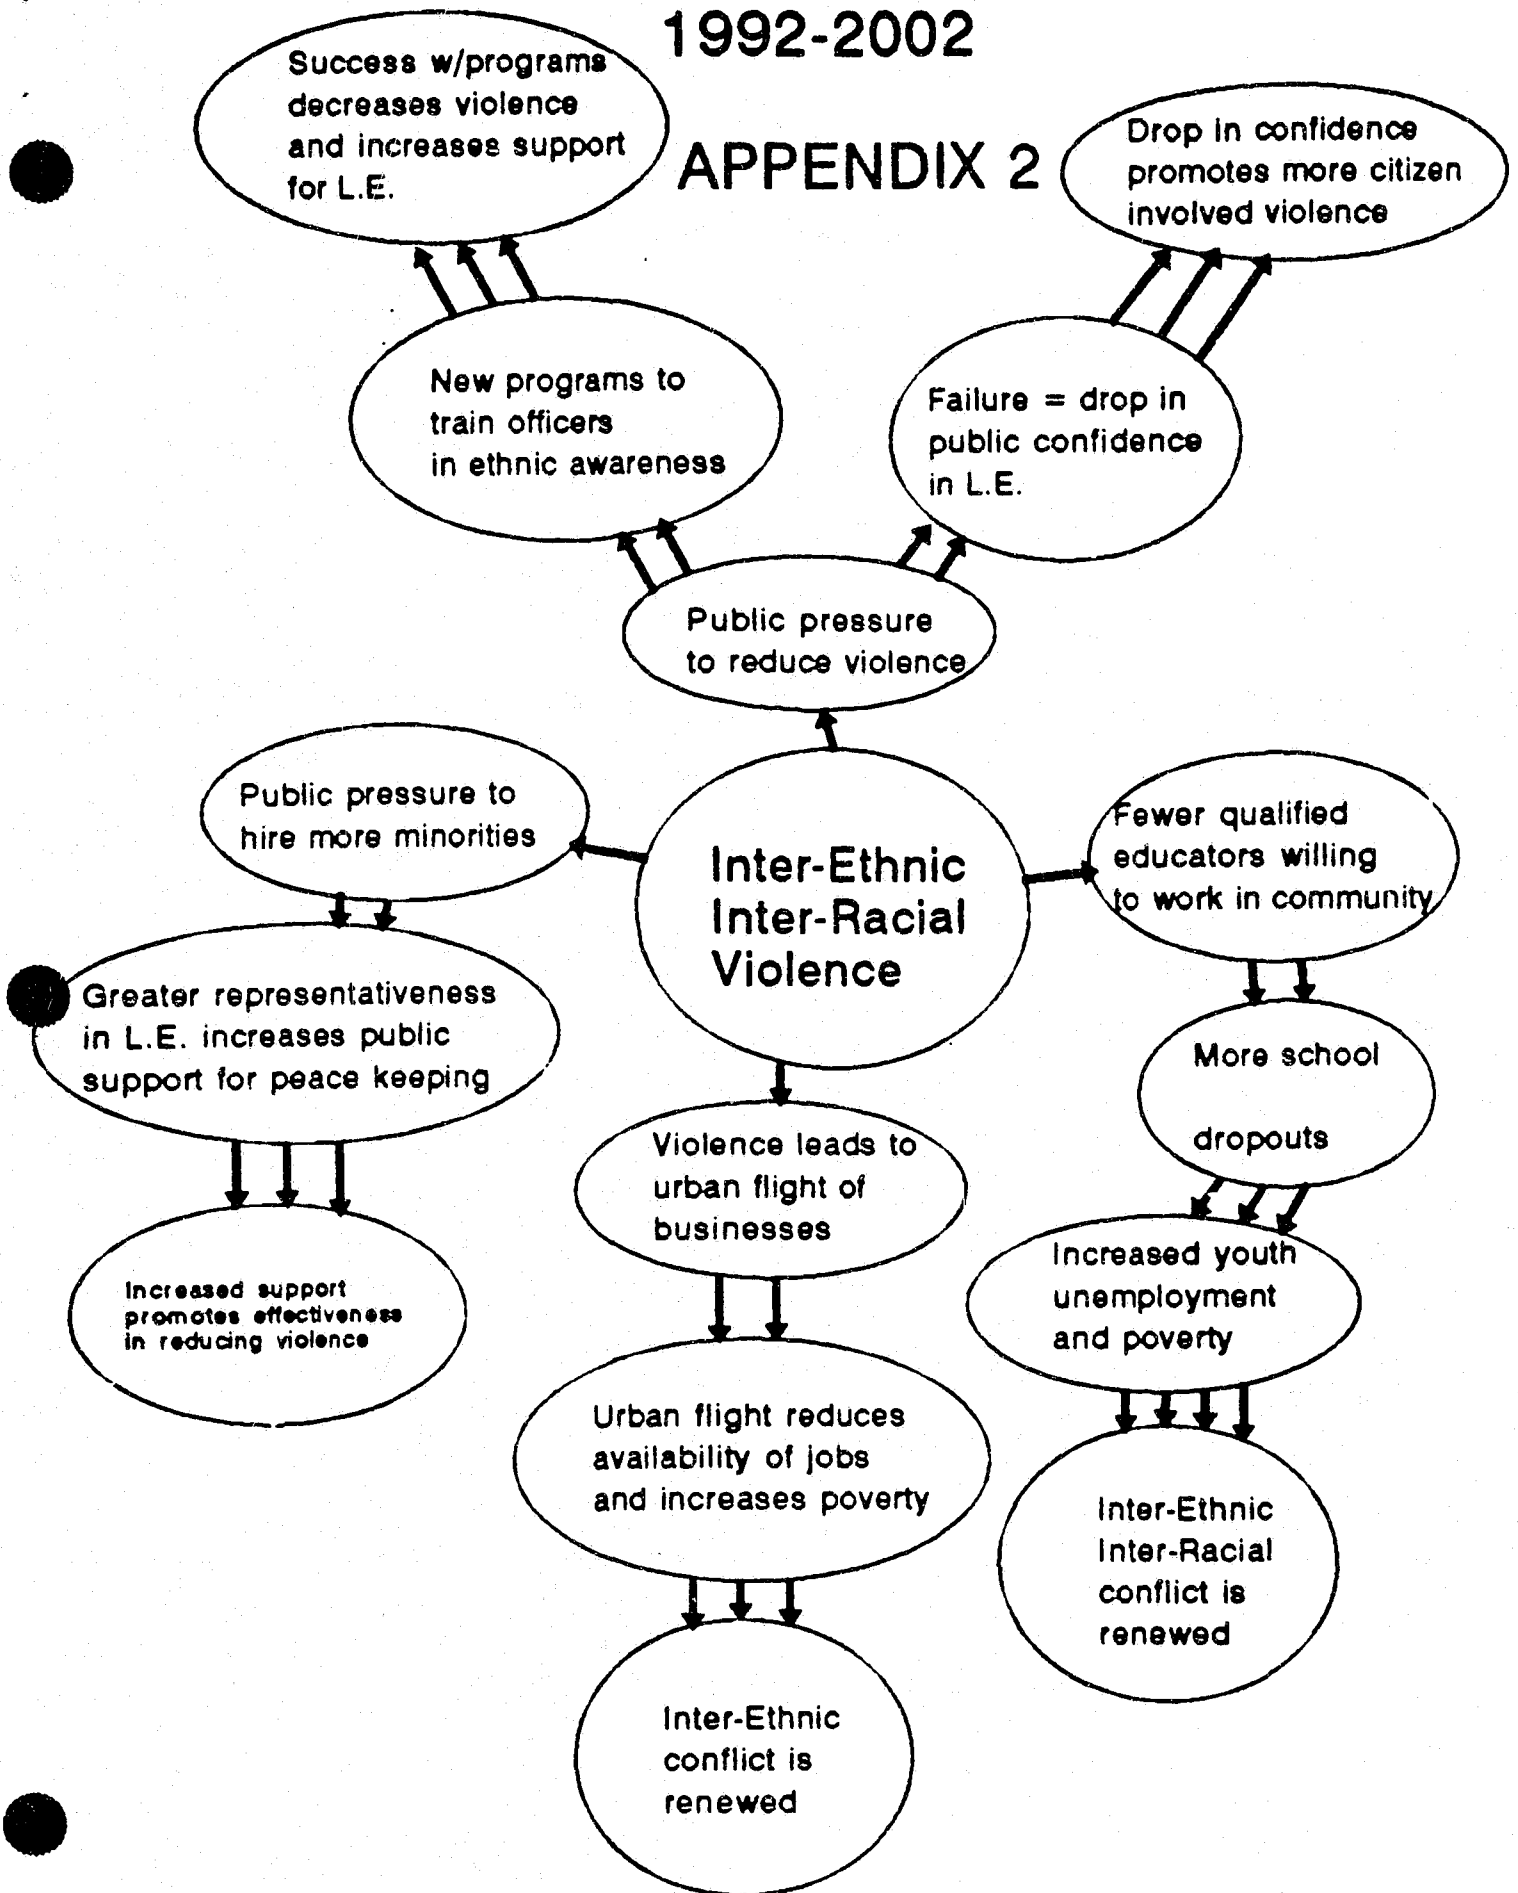 1992-2002
APPENDIX 2
Success w/programs
decreases violence
and increases support
for L.E.
Drop in confidence
promotes more citizen
involved violence
New programs to
train officers
in ethnic awareness
Failure = drop in
public confidence
in L.E.
Public pressure
to reduce violence
Public pressure to
hire more minorities
Inter-Ethnic
Inter-Racial
Violence
Fewer qualified
educators willing
to work in community
Greater representativeness
in L.E. increases public
support for peace keeping
More school
dropouts
Violence leads to
urban flight of
businesses
Increased support
promotes effectiveness
in reducing violence
Increased youth
unemployment
and poverty
Urban flight reduces
availability of jobs
and increases poverty
Inter-Ethnic
Inter-Racial
conflict is
renewed
Inter-Ethnic
conflict is
renewed